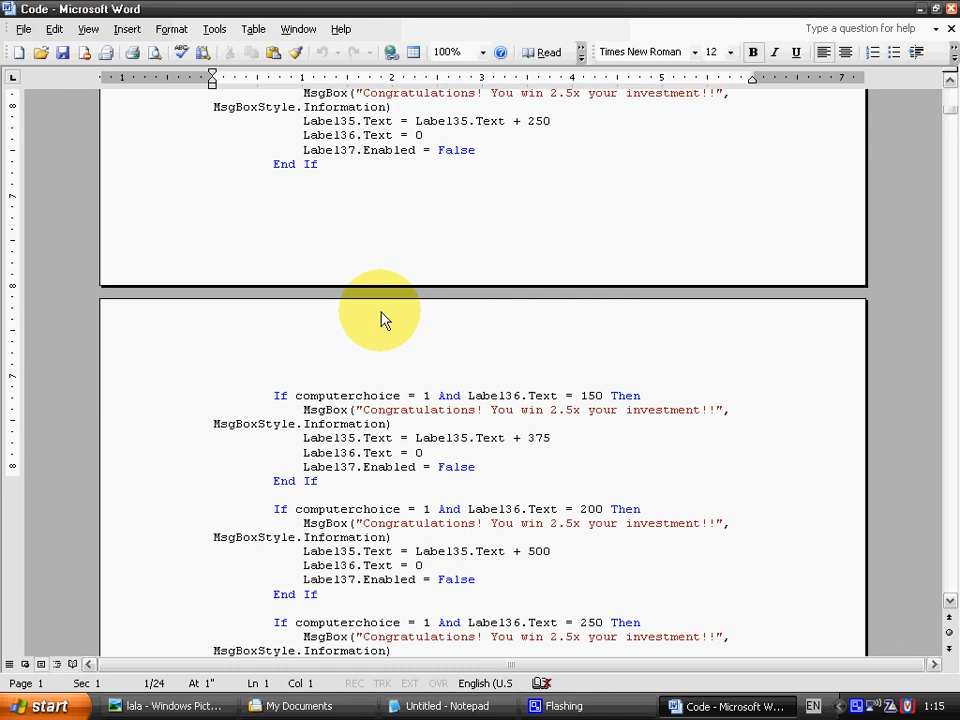 Code - Microsoft Word
File Edit View Insert Format Tools Table Window Help Type a question for help
100% Read Times New Roman 12 B I U
1 1 2 3 4 5 7
MsgBox("Congratulations! You win 2.5x your investment!!",
MsgBoxStyle.Information)
Label35.Text = Label35.Text + 250
Label36.Text = 0
Label37.Enabled = False
End If
If computerchoice = 1 And Label36.Text = 150 Then
MsgBox("Congratulations! You win 2.5x your investment!!",
MsgBoxStyle.Information)
Label35.Text = Label35.Text + 375
Label36.Text = 0
Label37.Enabled = False
End If
If computerchoice = 1 And Label36.Text = 200 Then
MsgBox("Congratulations! You win 2.5x your investment!!",
MsgBoxStyle.Information)
Label35.Text = Label35.Text + 500
Label36.Text = 0
Label37.Enabled = False
End If
If computerchoice = 1 And Label36.Text = 250 Then
MsgBox("Congratulations! You win 2.5x your investment!!",
MsgBoxStyle.Information)
Page 1 Sec 1 1/24 At 1" Ln 1 Col 1 REC TRK EXT OVR English (U.S
start lala - Windows Pict... My Documents Untitled - Notepad Flashing Code - Microsoft W... EN 1:15